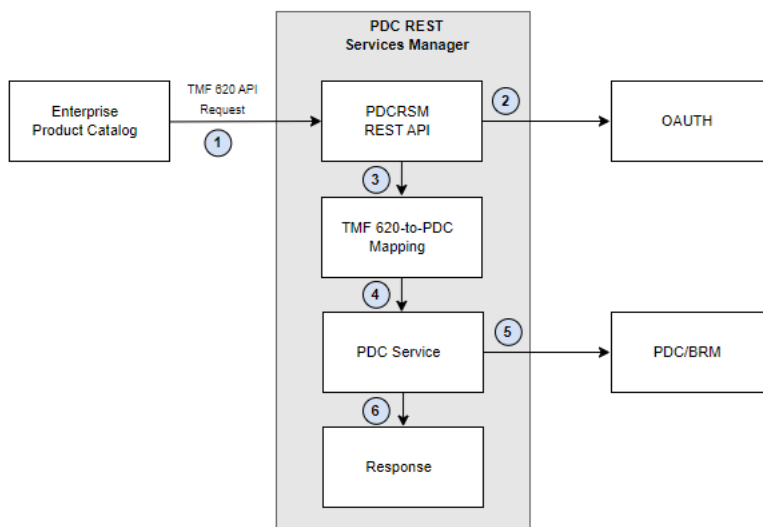 PDC REST
Services Manager
TMF 620 API
Request
1
Enterprise
Product Catalog
PDCRSM
REST API
2
OAUTH
3
TMF 620-to-PDC
Mapping
4
PDC Service
5
PDC/BRM
6
Response